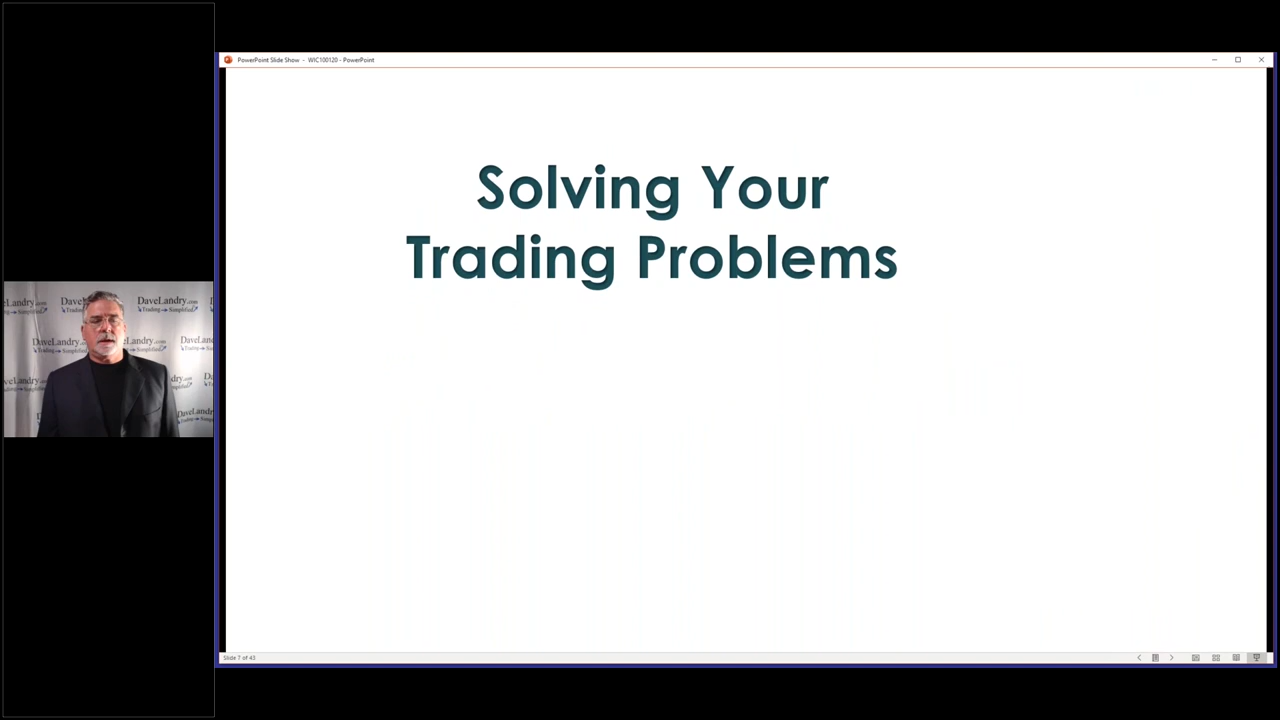 PowerPoint Slide Show - WIC100120 - PowerPoint
Solving Your
Trading Problems
DaveLandry.com
Trading Simplified
Slide 7 of 43